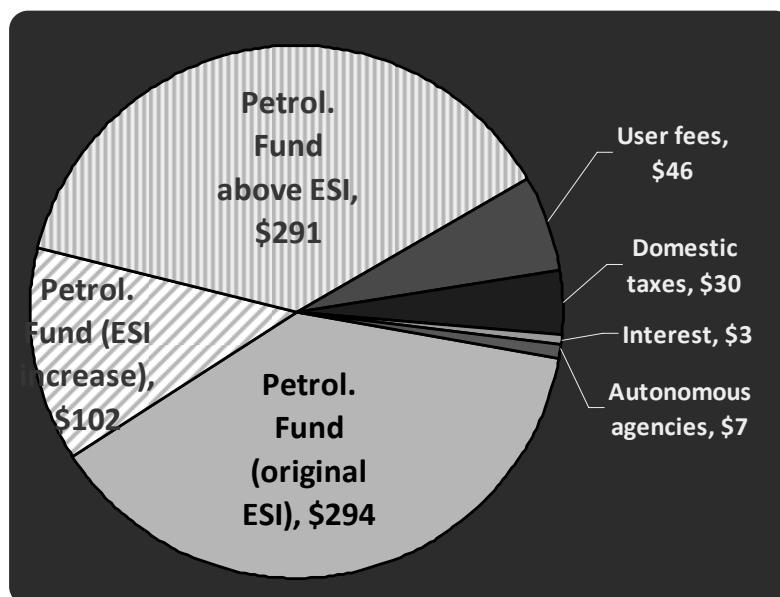 Petrol.
Fund
above ESI,
$291
User fees,
$46
Domestic
taxes, $30
Interest, $3
Autonomous
agencies, $7
Petrol.
Fund
(original
ESI), $294
Petrol.
Fund (ESI
increase),
$102